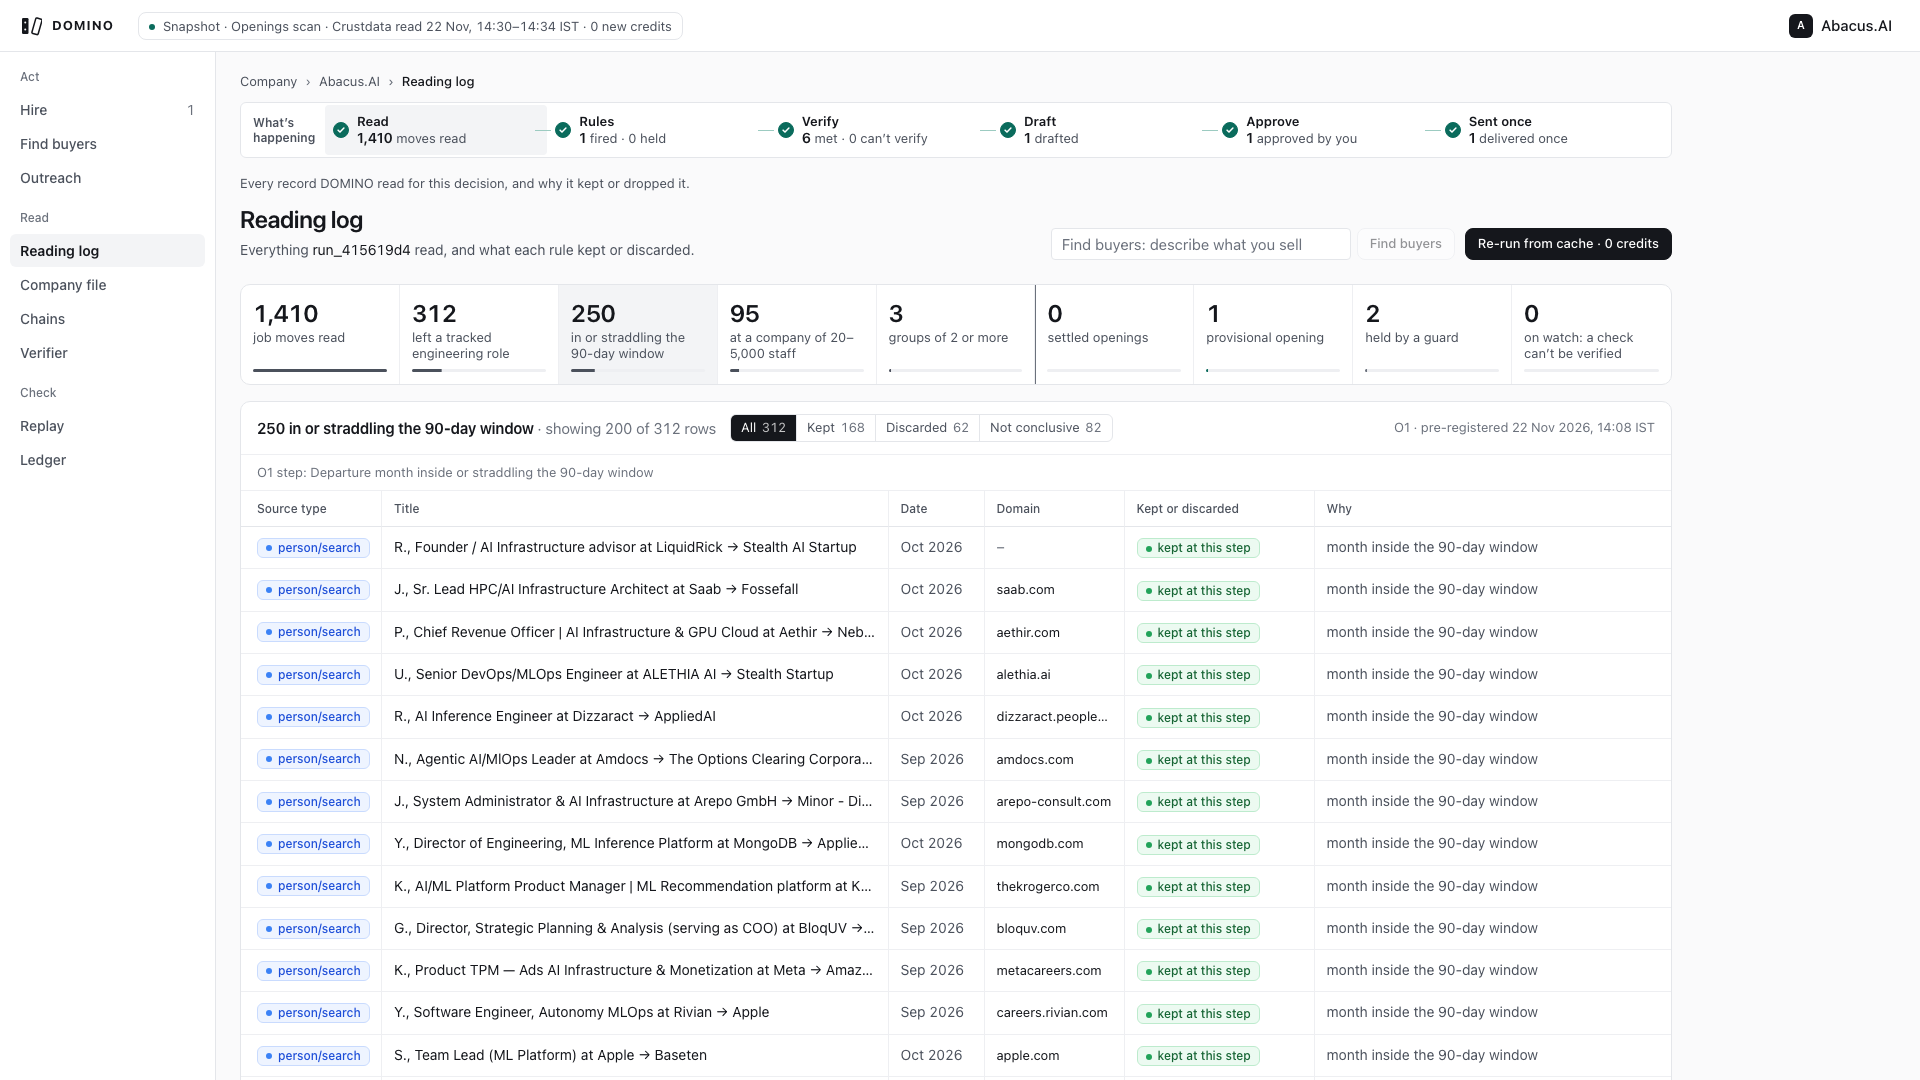 DOMINO
Snapshot · Openings scan · Crustdata read 22 Nov, 14:30–14:34 IST · 0 new credits
A
Abacus.AI
Act
Hire
1
Find buyers
Outreach
Read
Reading log
Company file
Chains
Verifier
Check
Replay
Ledger
Company › Abacus.AI › Reading log
What's
happening
Read
1,410 moves read
Rules
1 fired · 0 held
Verify
6 met · 0 can't verify
Draft
1 drafted
Approve
1 approved by you
Sent once
1 delivered once
Every record DOMINO read for this decision, and why it kept or dropped it.
Reading log
Everything run_415619d4 read, and what each rule kept or discarded.
Find buyers: describe what you sell
Find buyers
Re-run from cache · 0 credits
1,410
job moves read
312
left a tracked
engineering role
250
in or straddling the
90-day window
95
at a company of 20–
5,000 staff
3
groups of 2 or more
0
settled openings
1
provisional opening
2
held by a guard
0
on watch: a check
can't be verified
250 in or straddling the 90-day window · showing 200 of 312 rows
All 312
Kept 168
Discarded 62
Not conclusive 82
O1 · pre-registered 22 Nov 2026, 14:08 IST
O1 step: Departure month inside or straddling the 90-day window
Source type Title Date Domain Kept or discarded Why
person/search R., Founder / AI Infrastructure advisor at LiquidRick → Stealth AI Startup Oct 2026 – kept at this step month inside the 90-day window
person/search J., Sr. Lead HPC/AI Infrastructure Architect at Saab → Fossefall Oct 2026 saab.com kept at this step month inside the 90-day window
person/search P., Chief Revenue Officer | AI Infrastructure & GPU Cloud at Aethir → Neb... Oct 2026 aethir.com kept at this step month inside the 90-day window
person/search U., Senior DevOps/MLOps Engineer at ALETHIA AI → Stealth Startup Oct 2026 alethia.ai kept at this step month inside the 90-day window
person/search R., AI Inference Engineer at Dizzaract → AppliedAI Oct 2026 dizzaract.people... kept at this step month inside the 90-day window
person/search N., Agentic AI/MlOps Leader at Amdocs → The Options Clearing Corpora... Sep 2026 amdocs.com kept at this step month inside the 90-day window
person/search J., System Administrator & AI Infrastructure at Arepo GmbH → Minor - Di... Sep 2026 arepo-consult.com kept at this step month inside the 90-day window
person/search Y., Director of Engineering, ML Inference Platform at MongoDB → Applie... Oct 2026 mongodb.com kept at this step month inside the 90-day window
person/search K., AI/ML Platform Product Manager | ML Recommendation platform at K... Sep 2026 thekrogerco.com kept at this step month inside the 90-day window
person/search G., Director, Strategic Planning & Analysis (serving as COO) at BloqUV →... Sep 2026 bloquv.com kept at this step month inside the 90-day window
person/search K., Product TPM — Ads AI Infrastructure & Monetization at Meta → Amaz... Sep 2026 metacareers.com kept at this step month inside the 90-day window
person/search Y., Software Engineer, Autonomy MLOps at Rivian → Apple Sep 2026 careers.rivian.com kept at this step month inside the 90-day window
person/search S., Team Lead (ML Platform) at Apple → Baseten Oct 2026 apple.com kept at this step month inside the 90-day window